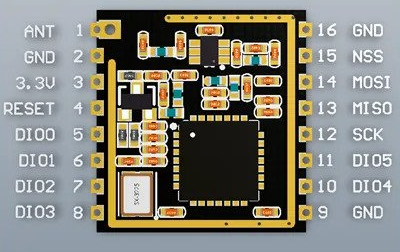 ANT 1 16 GND
GND 2 15 NSS
3.3V 3 14 MOSI
RESET 4 13 MISO
DIO0 5 12 SCK
DIO1 6 11 DIO5
DIO2 7 10 DIO4
DIO3 8 9 GND